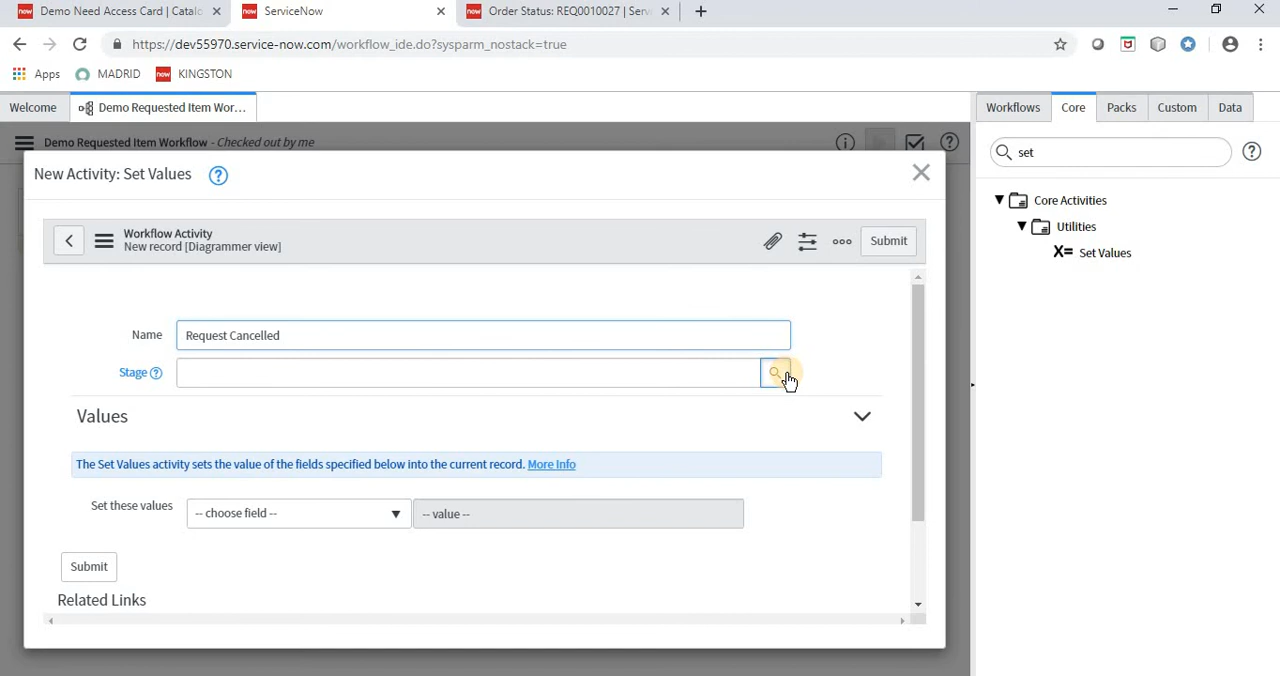 Demo Need Access Card | Catalo
ServiceNow
Order Status: REQ0010027 | Serv
https://dev55970.service-now.com/workflow_ide.do?sysparm_nostack=true
Apps
MADRID
now KINGSTON
Welcome
Demo Requested Item Wor...
Workflows
Core
Packs
Custom
Data
Demo Requested Item Workflow - Checked out by me
set
New Activity: Set Values
Core Activities
Utilities
X= Set Values
Workflow Activity
New record [Diagrammer view]
Submit
Name
Request Cancelled
Stage
Values
The Set Values activity sets the value of the fields specified below into the current record. More Info
Set these values
-- choose field --
-- value --
Submit
Related Links